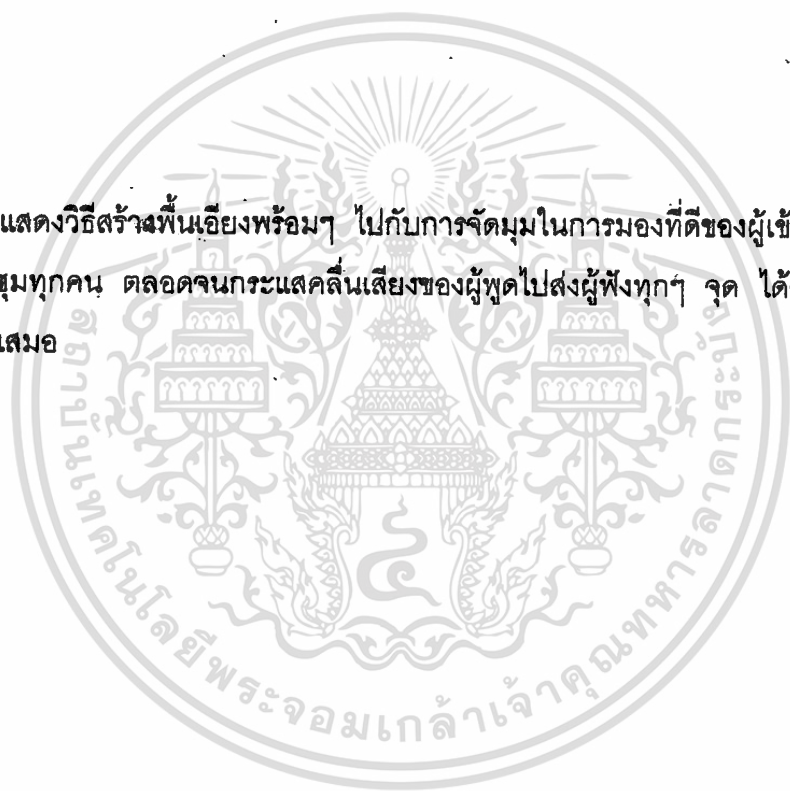 แสดงวิธีสร้างพื้นเอียงพร้อมๆ ไปกับการจัดมุมในการมองที่ดีของผู้เข้
ชุมทุกคน ตลอดจนกระแสคลื่นเสียงของผู้พูดไปส่งผู้ฟังทุกๆ จุด ได้
เสมอ
สถาบันเทคโนโลยีพระจอมเกล้าเจ้าคุณทหารลาดกระบัง